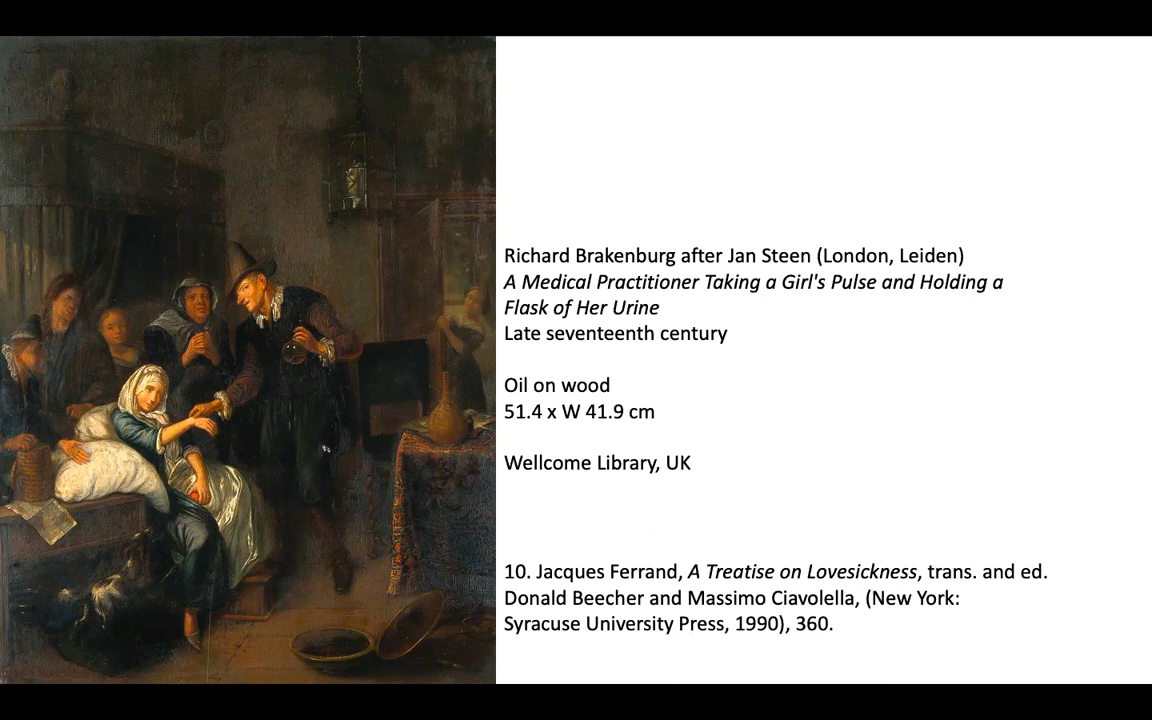 Richard Brakenburg after Jan Steen (London, Leiden)
A Medical Practitioner Taking a Girl's Pulse and Holding a
Flask of Her Urine
Late seventeenth century
Oil on wood
51.4 x W 41.9 cm
Wellcome Library, UK
10. Jacques Ferrand, A Treatise on Lovesickness, trans. and ed.
Donald Beecher and Massimo Ciavolella, (New York:
Syracuse University Press, 1990), 360.